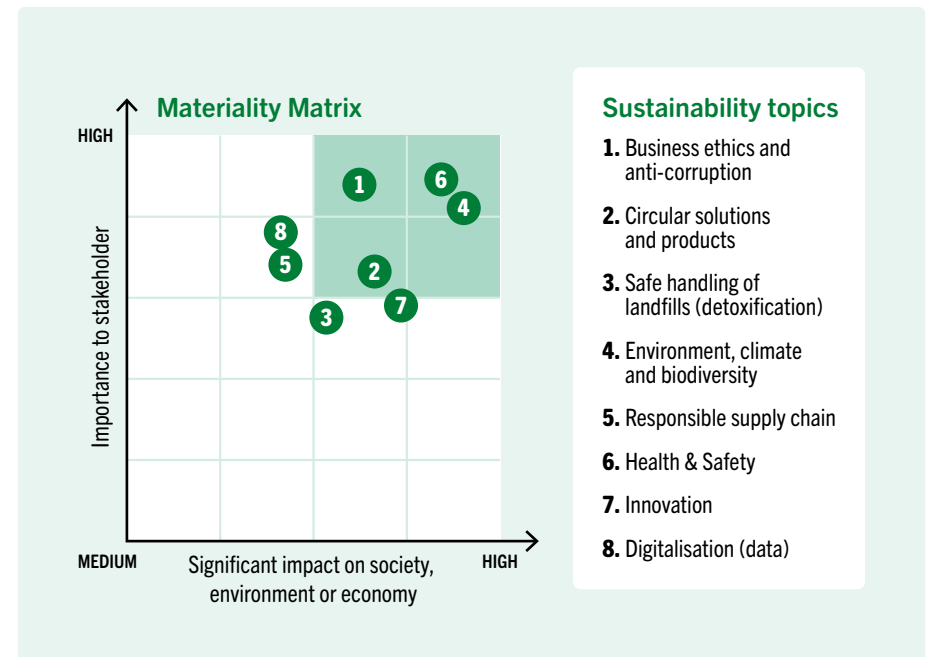 Materiality Matrix
HIGH
Importance to stakeholder
1
6
4
8
5
2
7
3
MEDIUM
Significant impact on society,
environment or economy
HIGH
Sustainability topics
1. Business ethics and
anti-corruption
2. Circular solutions
and products
3. Safe handling of
landfills (detoxification)
4. Environment, climate
and biodiversity
5. Responsible supply chain
6. Health & Safety
7. Innovation
8. Digitalisation (data)